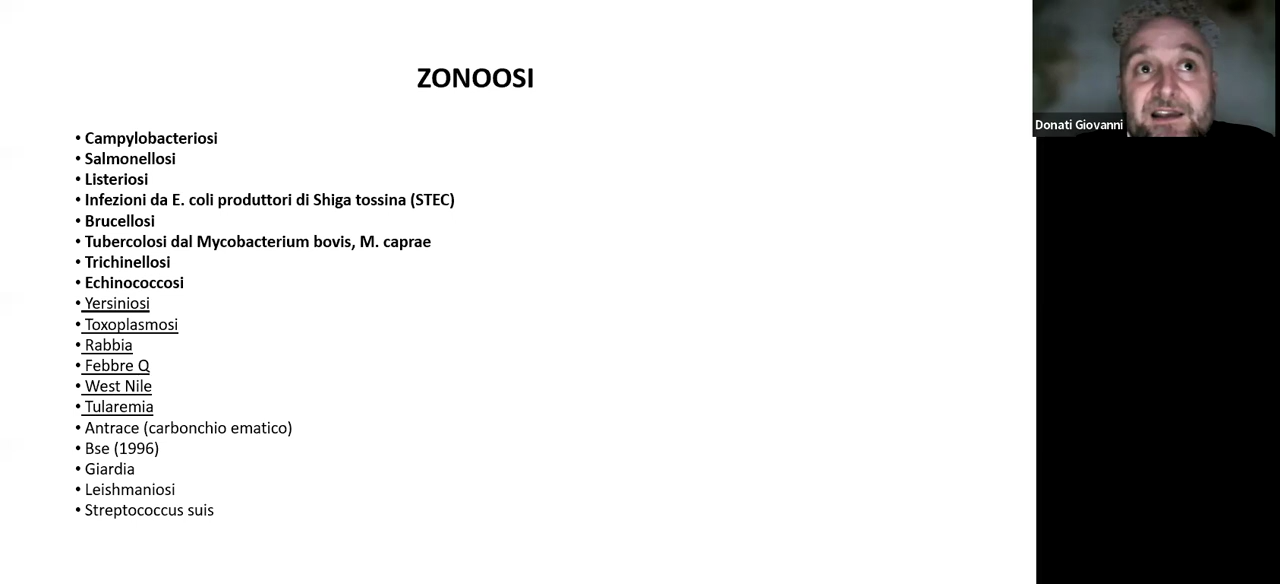 ZONOOSI
• Campylobacteriosi
• Salmonellosi
• Listeriosi
• Infezioni da E. coli produttori di Shiga tossina (STEC)
• Brucellosi
• Tubercolosi dal Mycobacterium bovis, M. caprae
• Trichinellosi
• Echinococcosi
• Yersiniosi
• Toxoplasmosi
• Rabbia
• Febbre Q
• West Nile
• Tularemia
• Antrace (carbonchio ematico)
• Bse (1996)
• Giardia
• Leishmaniosi
• Streptococcus suis
Donati Giovanni